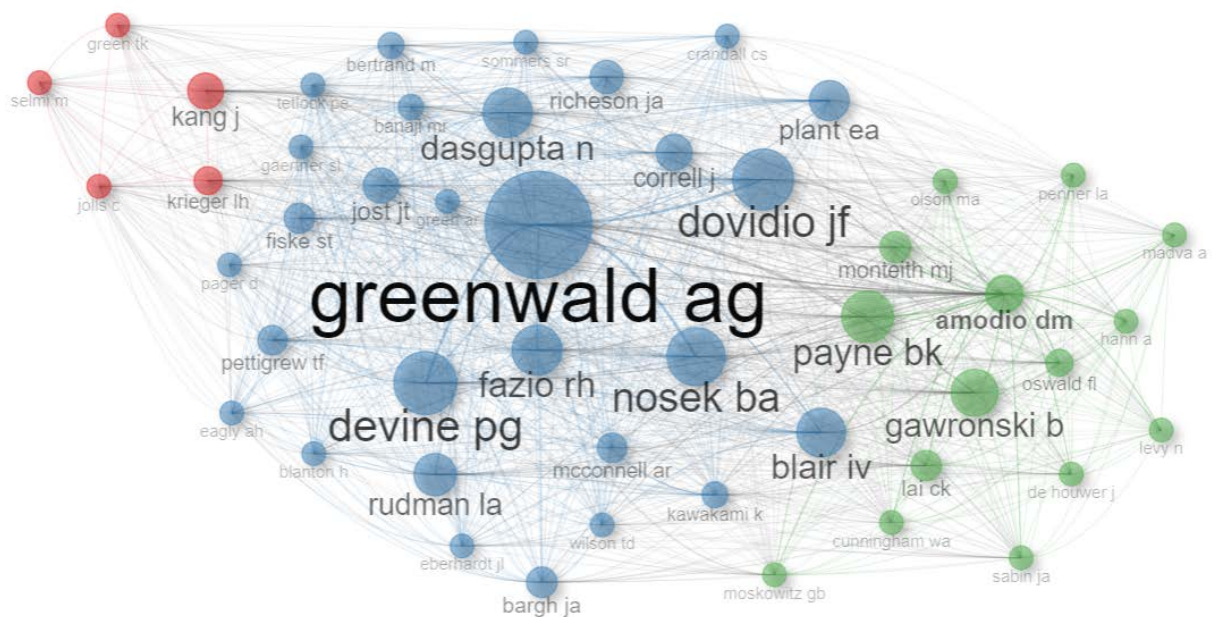 green tk
bertrand m
sommers sr
crandall cs
selmi m
tetlock pe
richeson ja
kang j
banaji mr
plant ea
dasgupta n
gaertner sl
correll j
jolls c
krieger lh
jost jt
green ar
olson ma
penner la
fiske st
dovidio jf
pager d
monteith mj
madva a
greenwald ag
amodio dm
hahn a
pettigrew tf
payne bk
fazio rh
oswald fl
nosek ba
devine pg
gawronski b
eagly ah
levy n
blanton h
mcconnell ar
blair iv
lai ck
de houwer j
rudman la
kawakami k
wilson td
cunningham wa
eberhardt jl
sabin ja
moskowitz gb
bargh ja